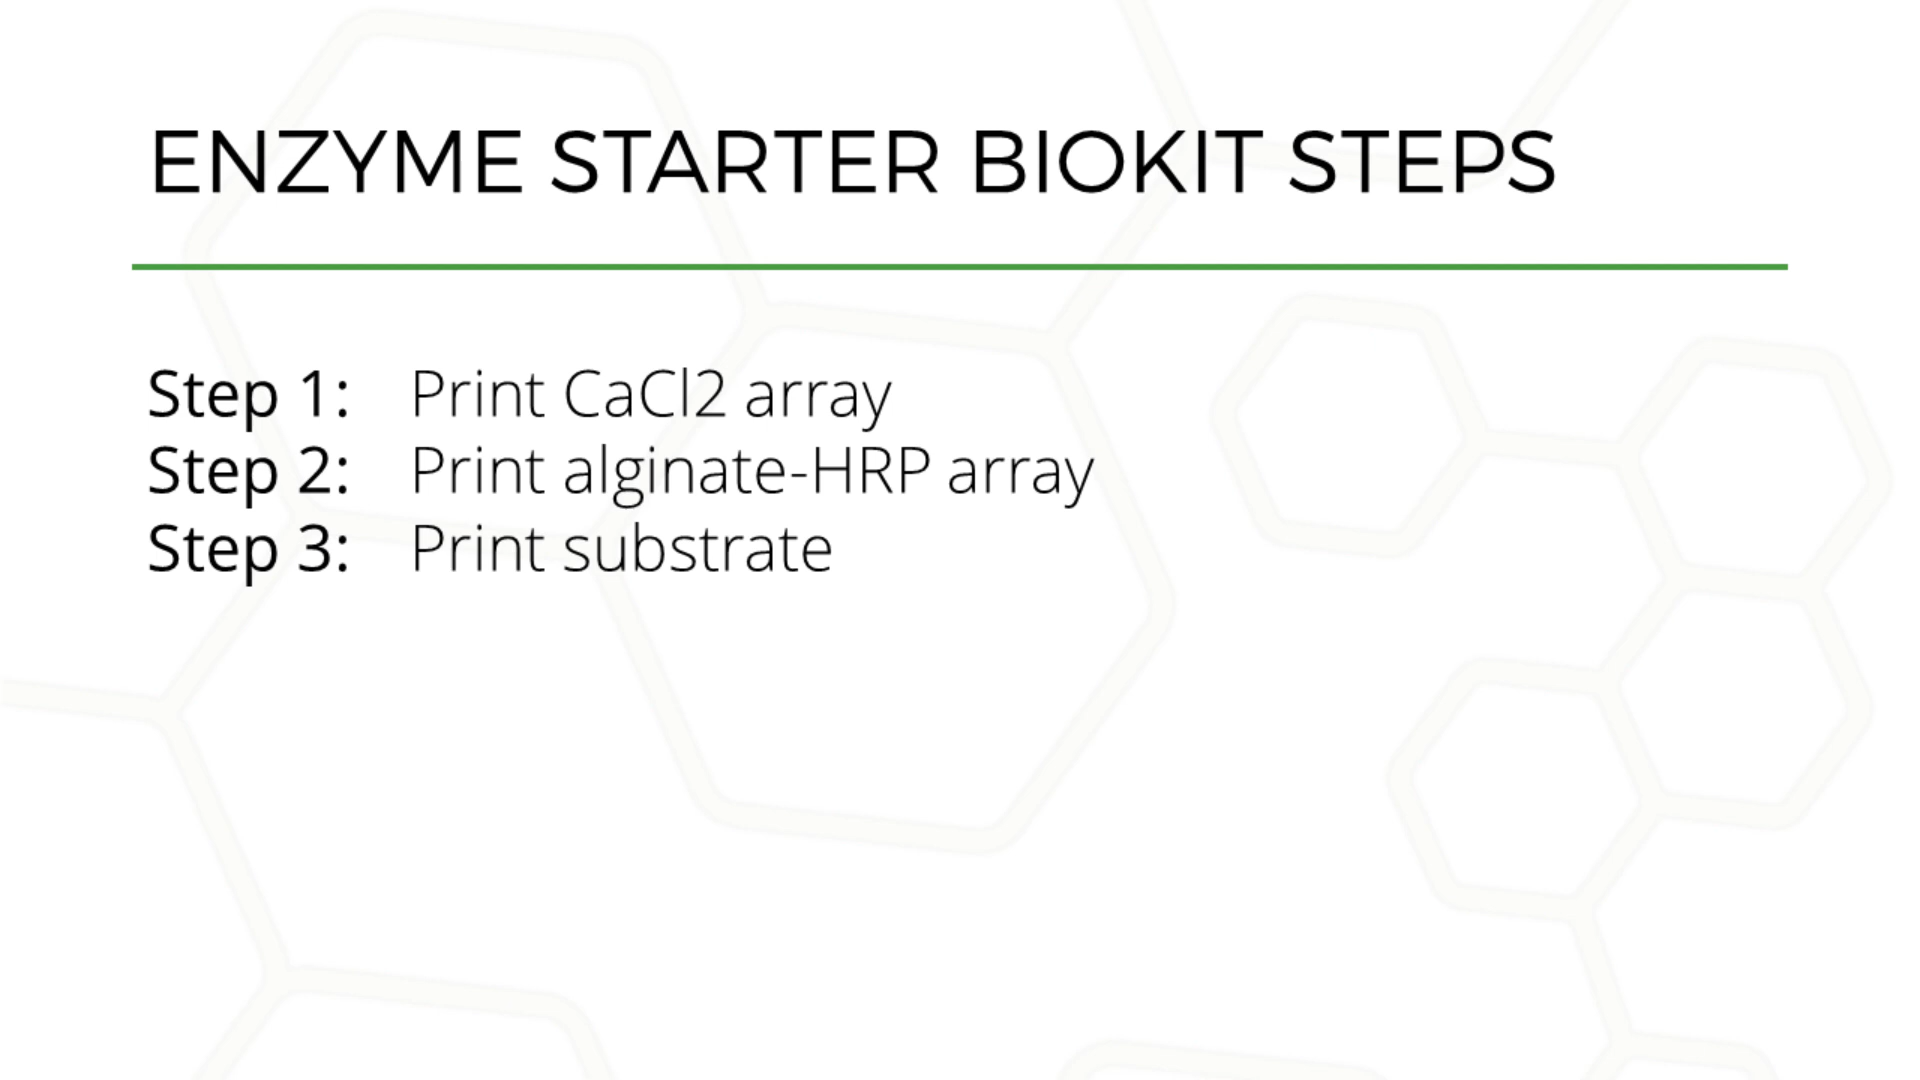 ENZYME STARTER BIOKIT STEPS
Step 1: Print CaCl2 array
Step 2: Print alginate-HRP array
Step 3: Print substrate